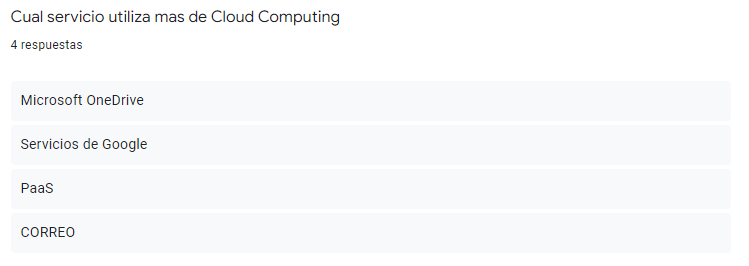 Cual servicio utiliza mas de Cloud Computing
4 respuestas
Microsoft OneDrive
Servicios de Google
PaaS
CORREO